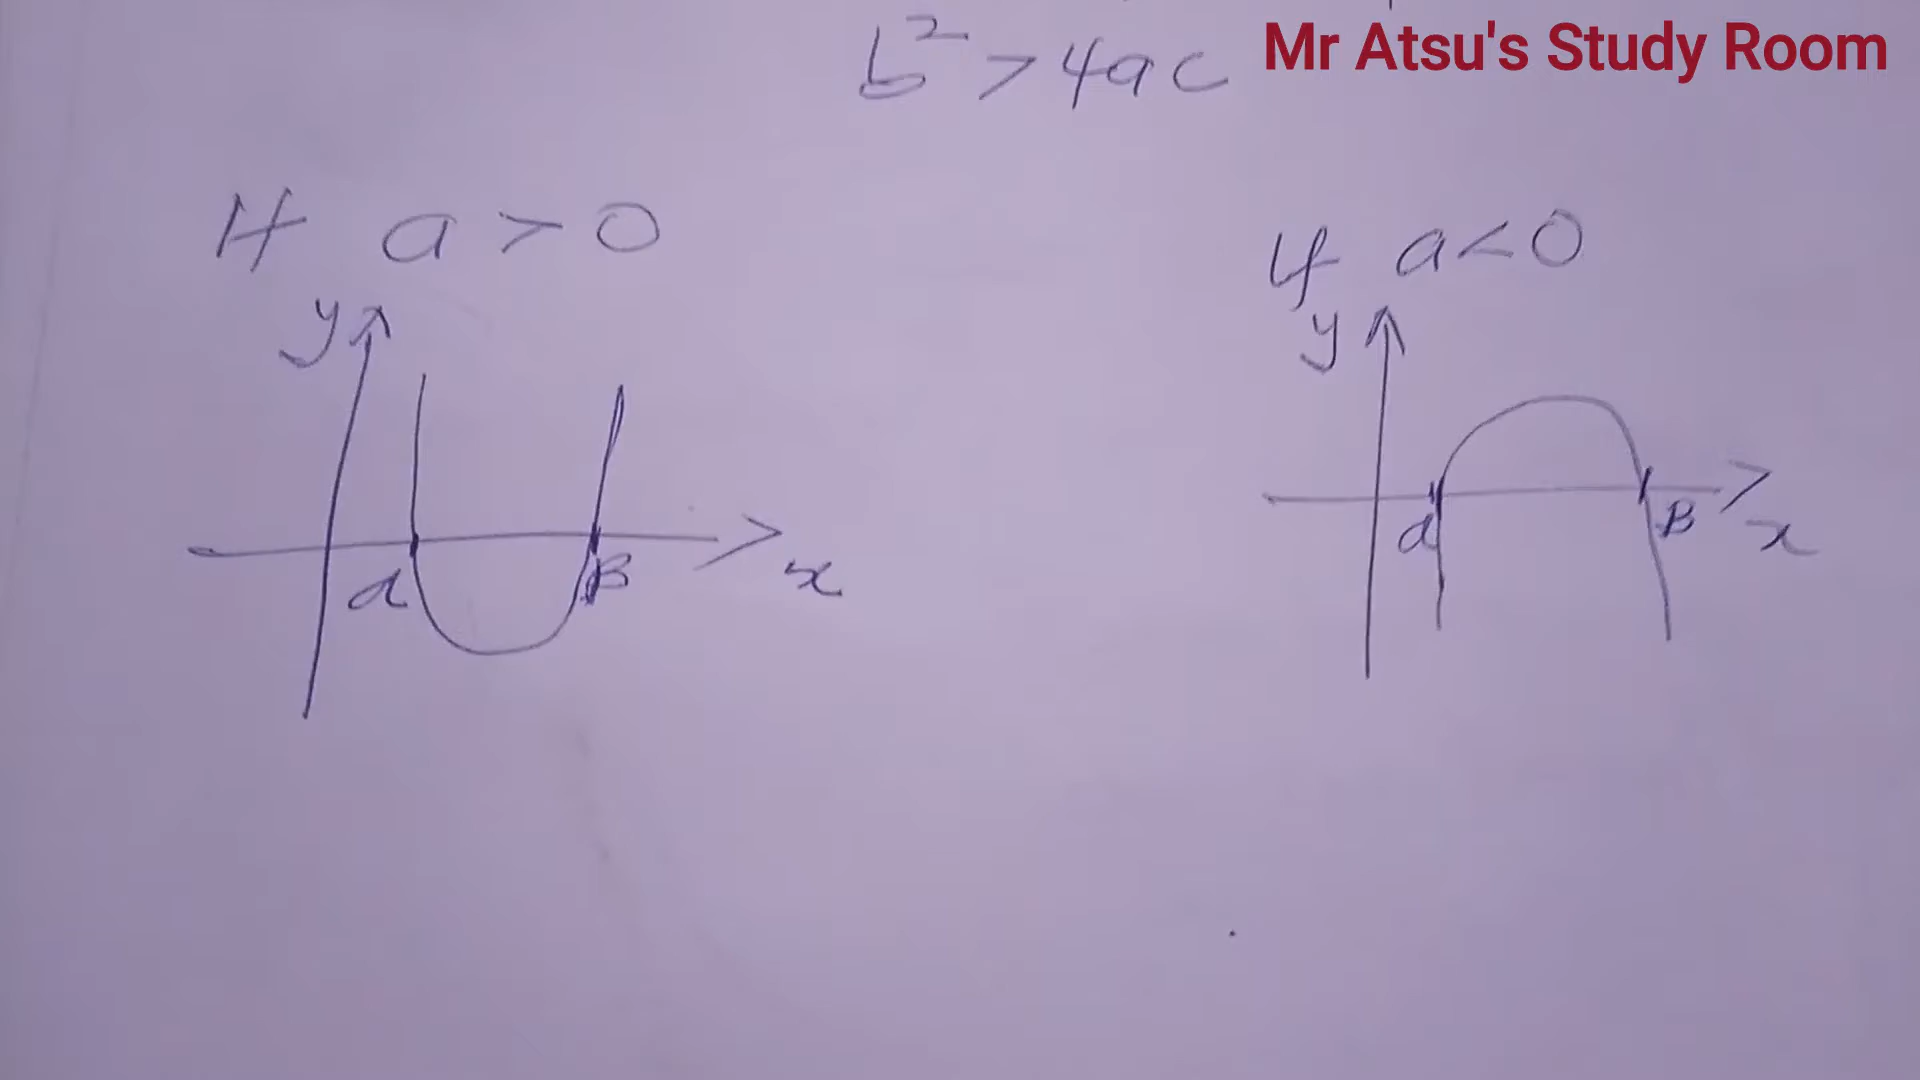 b² > 4ac
Mr Atsu's Study Room
If a > 0
If a < 0
y
y
α
β
x
α
β
x